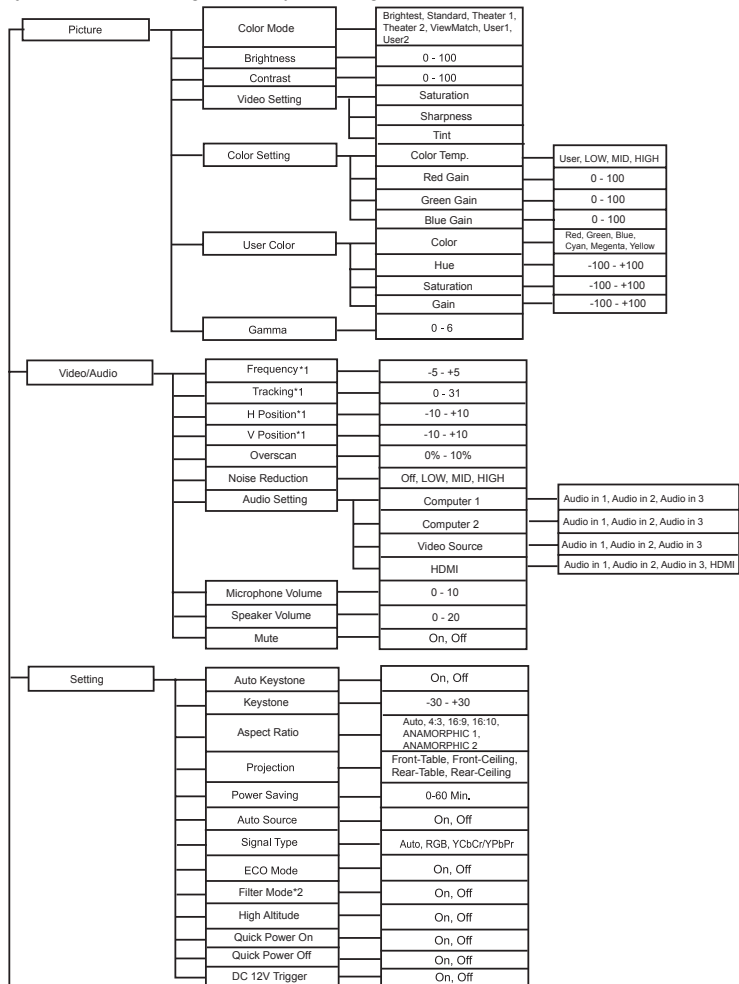 Picture
Color Mode
Brightest, Standard, Theater 1,
Theater 2, ViewMatch, User1,
User2
Brightness
0 - 100
Contrast
0 - 100
Video Setting
Saturation
Sharpness
Tint
Color Setting
Color Temp.
User, LOW, MID, HIGH
Red Gain
0 - 100
Green Gain
0 - 100
Blue Gain
0 - 100
User Color
Color
Red, Green, Blue,
Cyan, Megenta, Yellow
Hue
-100 - +100
Saturation
-100 - +100
Gain
-100 - +100
Gamma
0 - 6
Video/Audio
Frequency*1
-5 - +5
Tracking*1
0 - 31
H Position*1
-10 - +10
V Position*1
-10 - +10
Overscan
0% - 10%
Noise Reduction
Off, LOW, MID, HIGH
Audio Setting
Computer 1
Audio in 1, Audio in 2, Audio in 3
Computer 2
Audio in 1, Audio in 2, Audio in 3
Video Source
Audio in 1, Audio in 2, Audio in 3
HDMI
Audio in 1, Audio in 2, Audio in 3, HDMI
Microphone Volume
0 - 10
Speaker Volume
0 - 20
Mute
On, Off
Setting
Auto Keystone
On, Off
Keystone
-30 - +30
Aspect Ratio
Auto, 4:3, 16:9, 16:10,
ANAMORPHIC 1,
ANAMORPHIC 2
Projection
Front-Table, Front-Ceiling,
Rear-Table, Rear-Ceiling
Power Saving
0-60 Min.
Auto Source
On, Off
Signal Type
Auto, RGB, YCbCr/YPbPr
ECO Mode
On, Off
Filter Mode*2
On, Off
High Altitude
On, Off
Quick Power On
On, Off
Quick Power Off
On, Off
DC 12V Trigger
On, Off